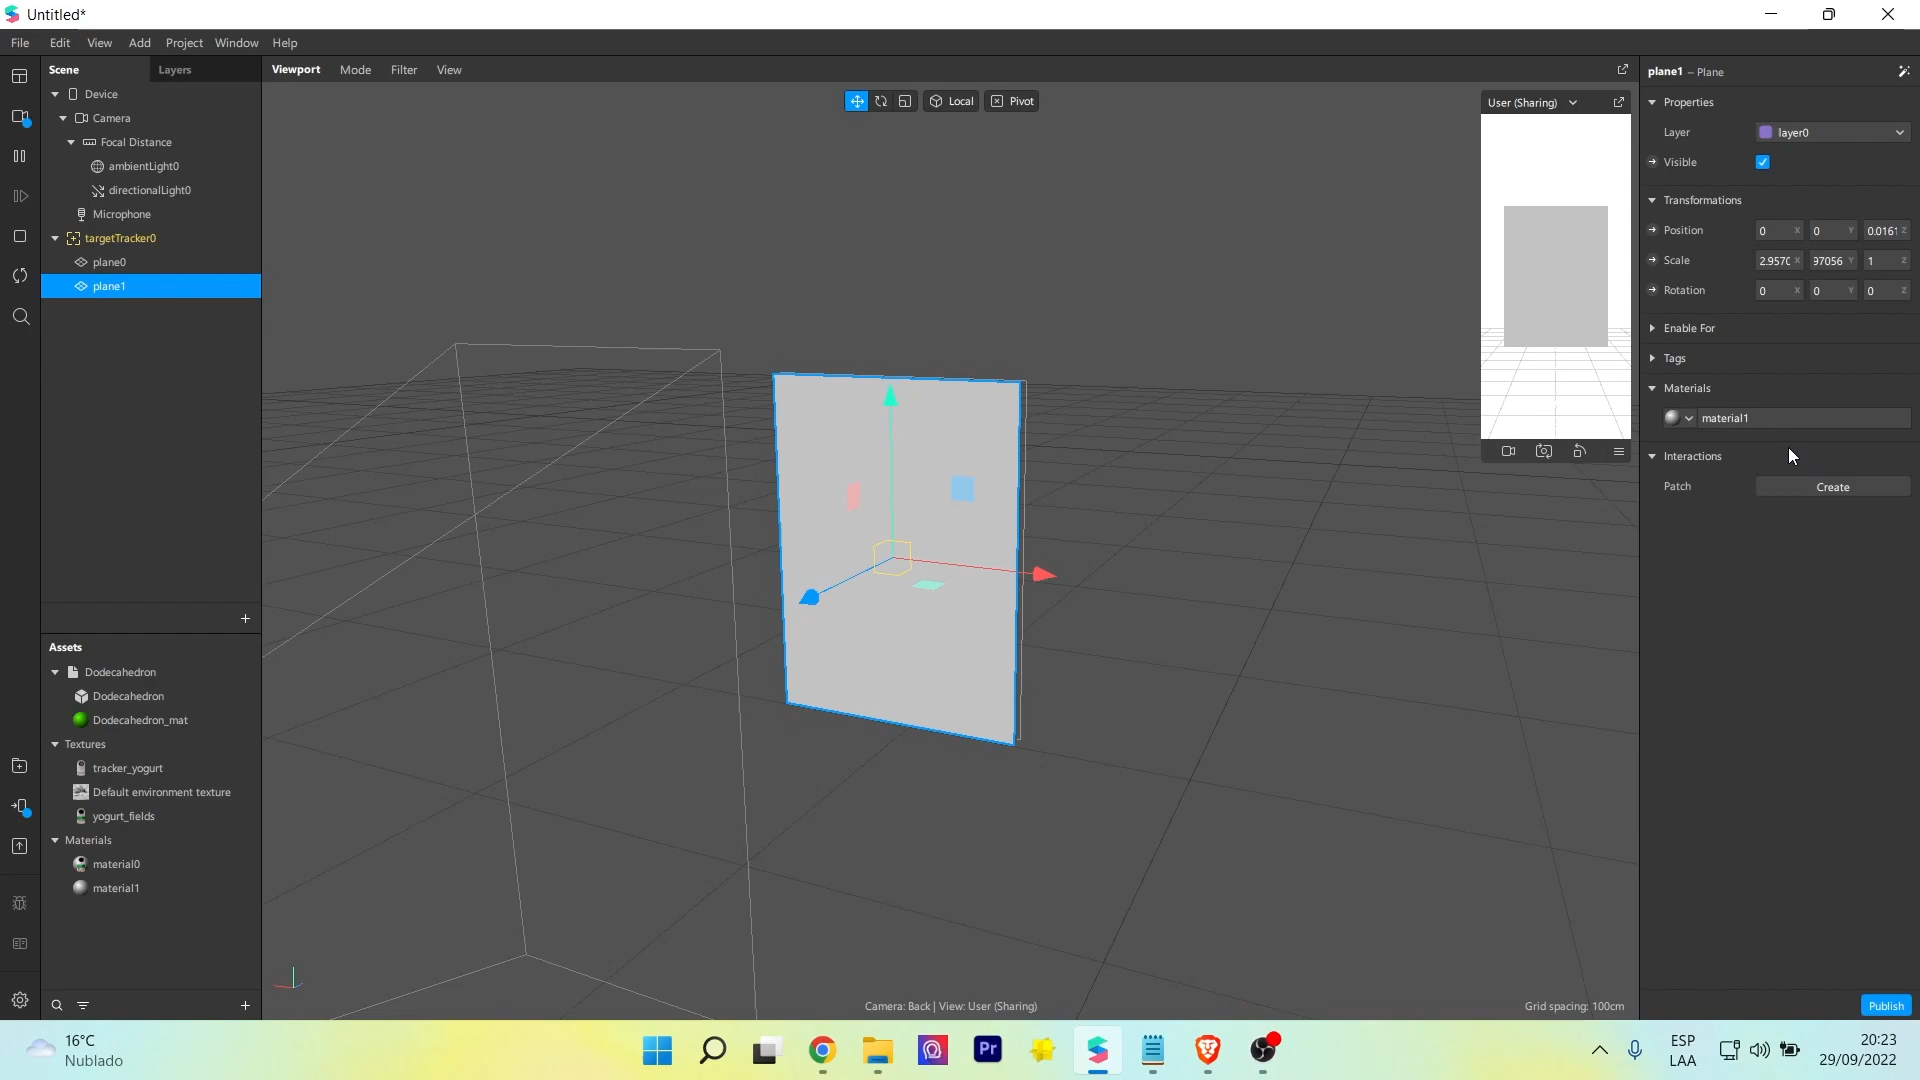 Untitled*
File Edit View Add Project Window Help
Scene Layers
Viewport Mode Filter View
Device
Camera
Focal Distance
ambientLight0
directionalLight0
Microphone
targetTracker0
plane0
plane1
Assets
Dodecahedron
Dodecahedron
Dodecahedron_mat
Textures
tracker_yogurt
Default environment texture
yogurt_fields
Materials
material0
material1
Local Pivot
User (Sharing)
Camera: Back | View: User (Sharing)
Grid spacing: 100cm
plane1 – Plane
Properties
Layer layer0
Visible
Transformations
Position 0 X 0 Y 0.0161 Z
Scale 2.957C X 97056 Y 1 Z
Rotation 0 X 0 Y 0 Z
Enable For
Tags
Materials
material1
Interactions
Patch Create
Publish
16°C
Nublado
Pr
ESP
LAA
20:23
29/09/2022